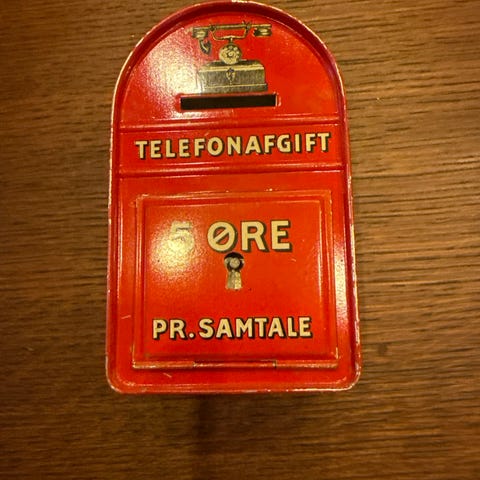 TELEFONAFGIFT
5 ØRE
PR. SAMTALE